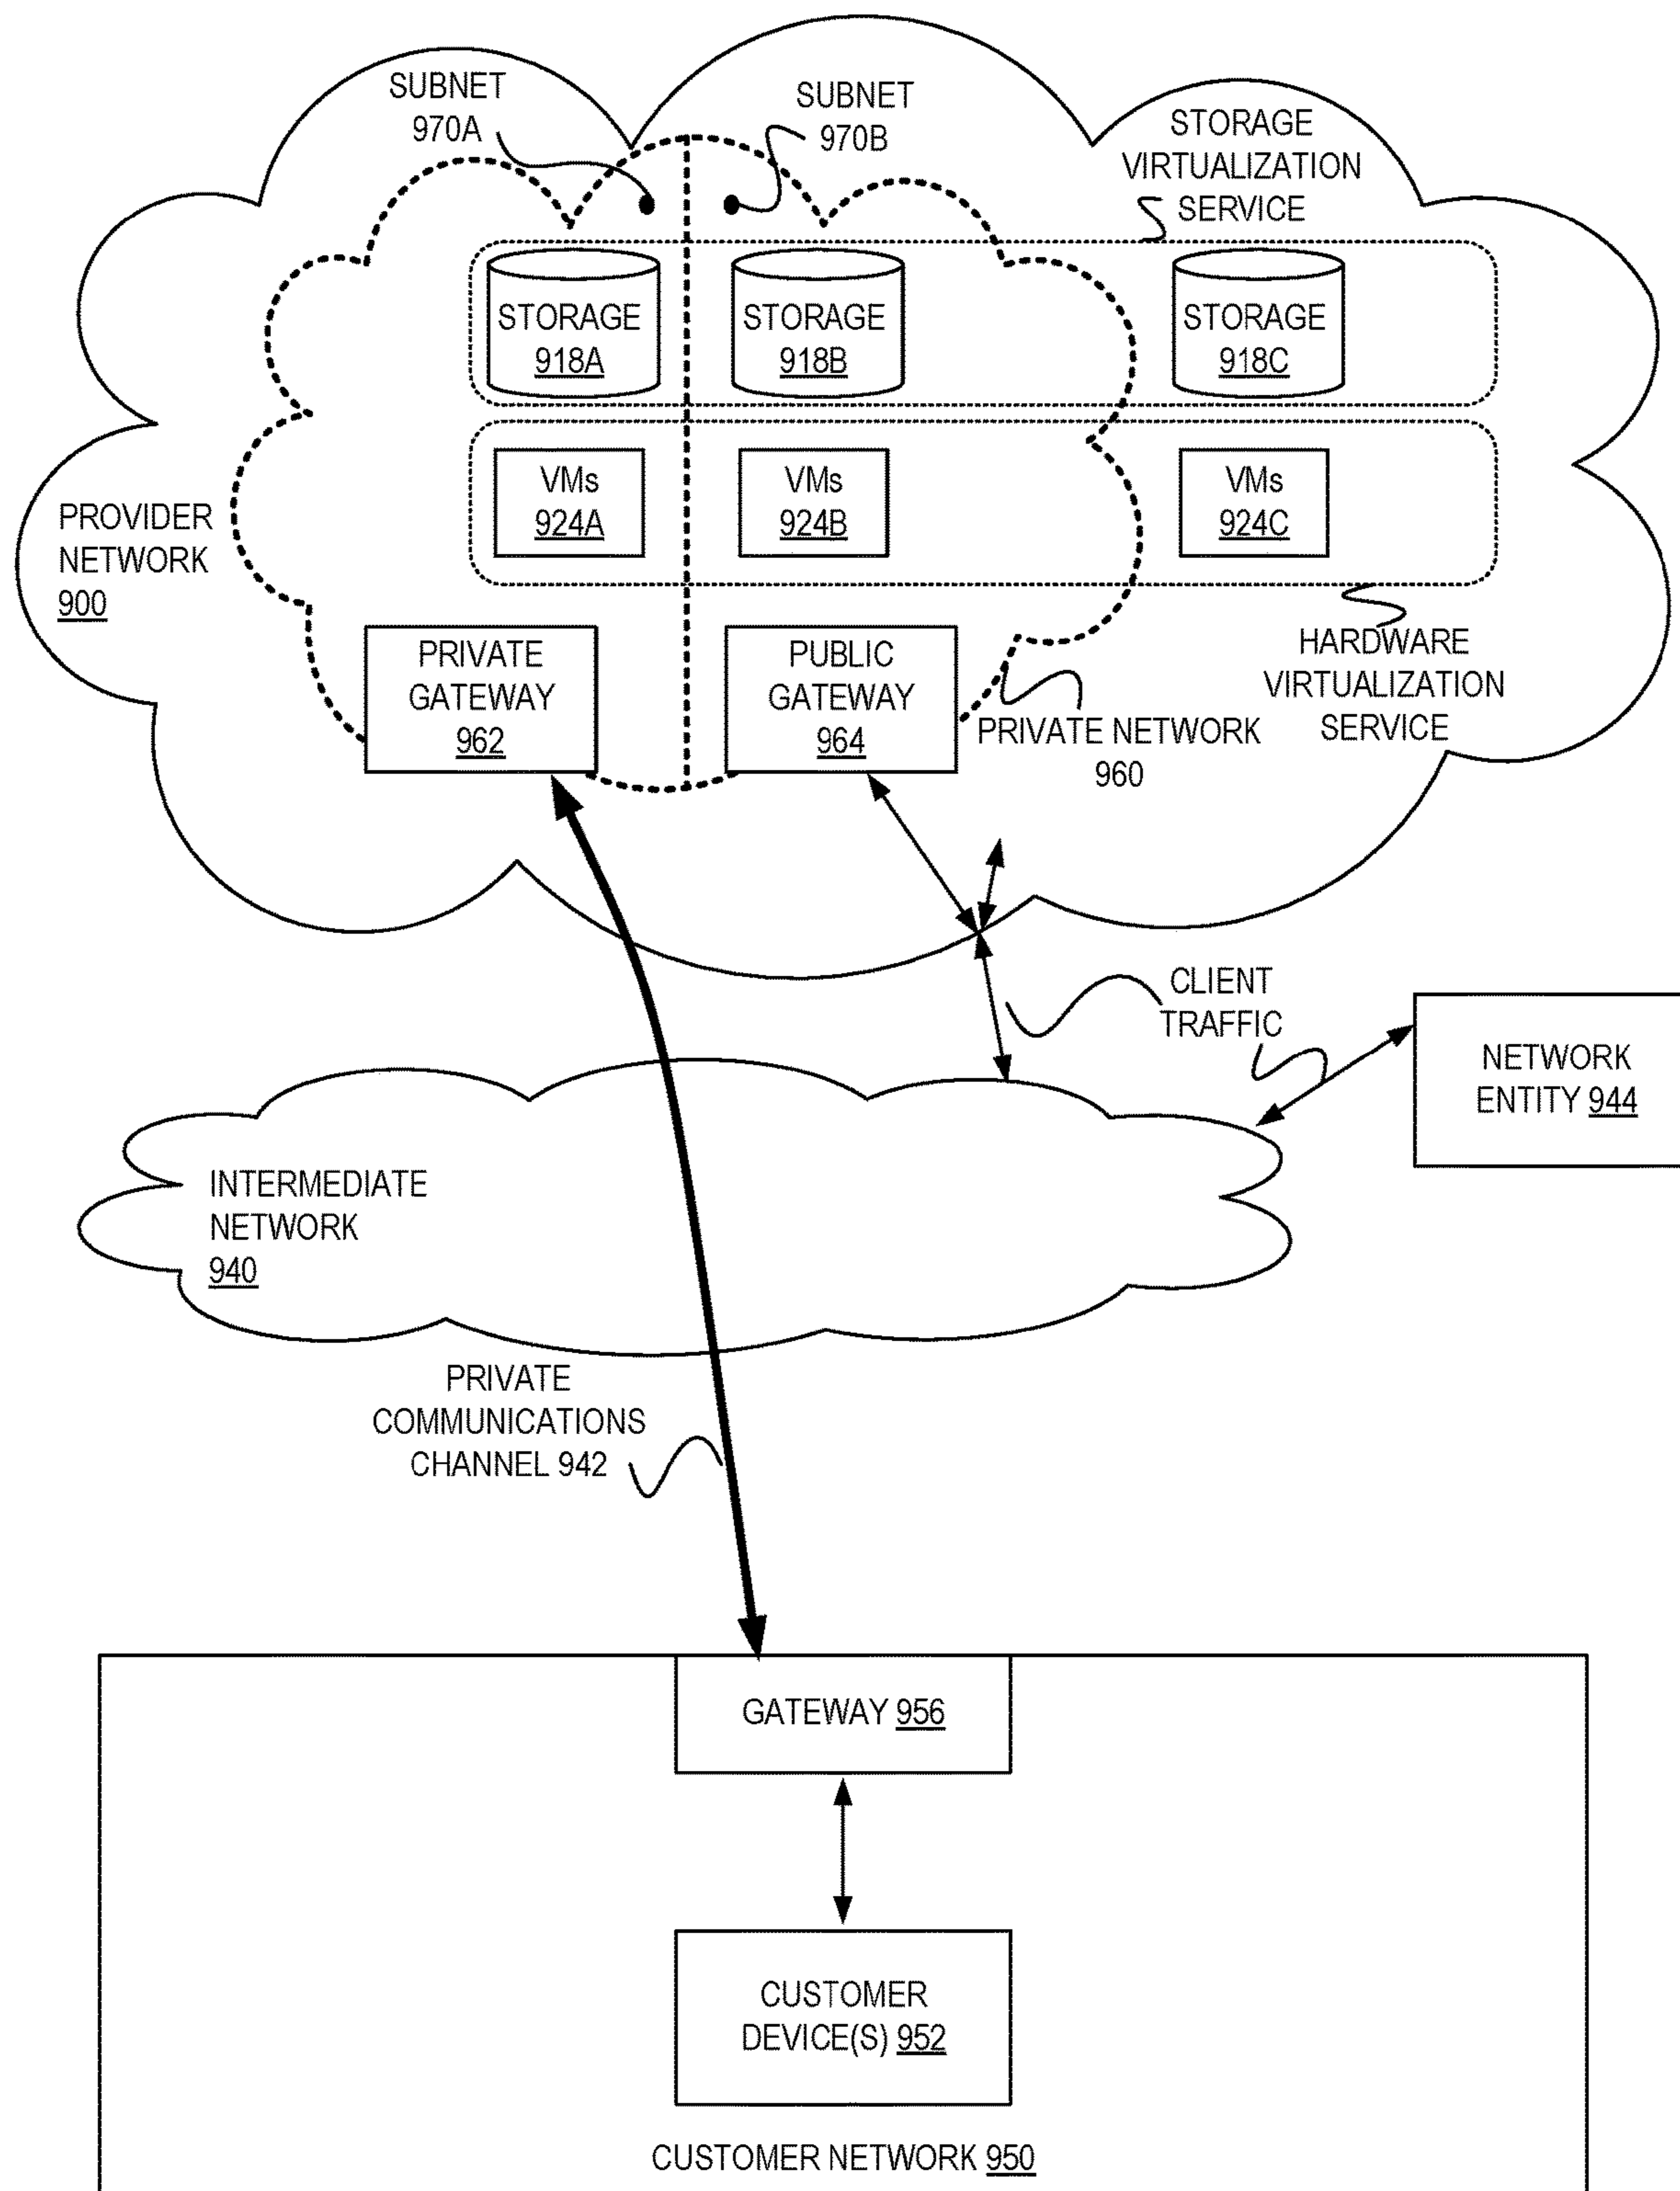 SUBNET
970A
SUBNET
970B
STORAGE
VIRTUALIZATION
SERVICE
STORAGE
918A
STORAGE
918B
STORAGE
918C
VMs
924A
VMs
924B
VMs
924C
PROVIDER
NETWORK
900
PRIVATE
GATEWAY
962
PUBLIC
GATEWAY
964
PRIVATE NETWORK
960
HARDWARE
VIRTUALIZATION
SERVICE
CLIENT
TRAFFIC
NETWORK
ENTITY 944
INTERMEDIATE
NETWORK
940
PRIVATE
COMMUNICATIONS
CHANNEL 942
GATEWAY 956
CUSTOMER
DEVICE(S) 952
CUSTOMER NETWORK 950